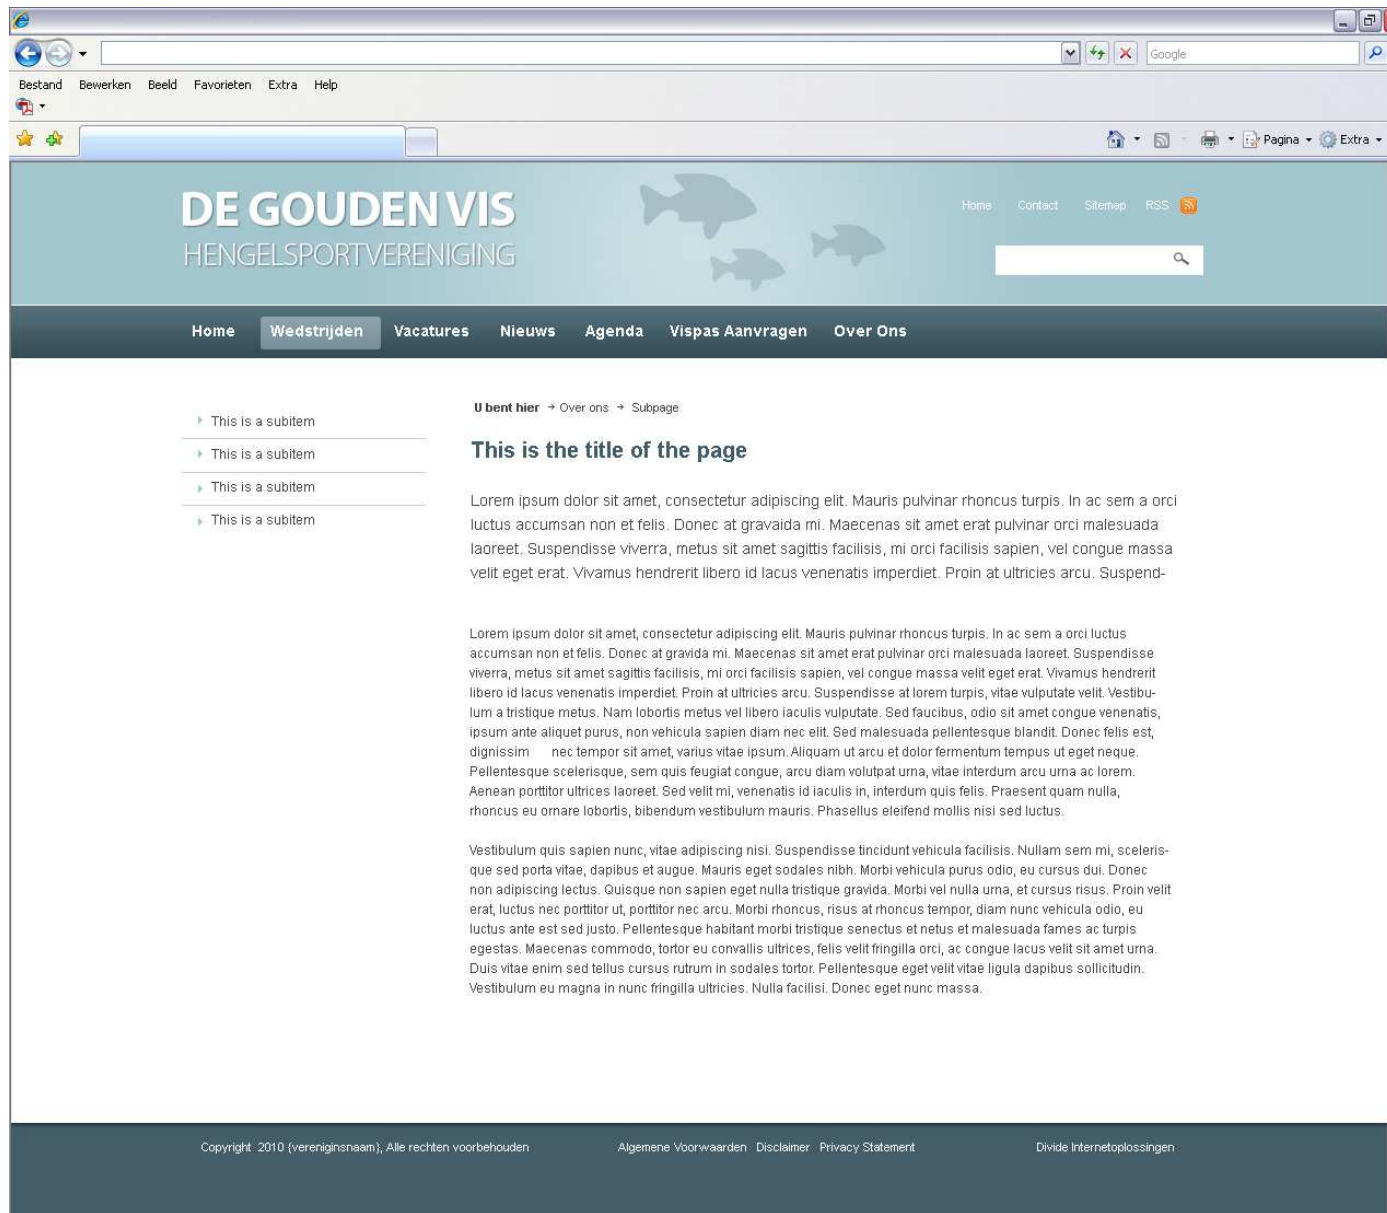 Google
Bestand Bewerken Beeld Favorieten Extra Help
Pagina Extra
DE GOUDEN VIS
HENGELSPORTVERENIGING
Home Contact Sitemap RSS
Home Wedstrijden Vacatures Nieuws Agenda Vispas Aanvragen Over Ons
This is a subitem
This is a subitem
This is a subitem
This is a subitem
U bent hier → Over ons → Subpage
This is the title of the page
Lorem ipsum dolor sit amet, consectetur adipiscing elit. Mauris pulvinar rhoncus turpis. In ac sem a orci
luctus accumsan non et felis. Donec at gravaida mi. Maecenas sit amet erat pulvinar orci malesuada
laoreet. Suspendisse viverra, metus sit amet sagittis facilisis, mi orci facilisis sapien, vel congue massa
velit eget erat. Vivamus hendrerit libero id lacus venenatis imperdiet. Proin at ultricies arcu. Suspend-
Lorem ipsum dolor sit amet, consectetur adipiscing elit. Mauris pulvinar rhoncus turpis. In ac sem a orci luctus
accumsan non et felis. Donec at gravida mi. Maecenas sit amet erat pulvinar orci malesuada laoreet. Suspendisse
viverra, metus sit amet sagittis facilisis, mi orci facilisis sapien, vel congue massa velit eget erat. Vivamus hendrerit
libero id lacus venenatis imperdiet. Proin at ultricies arcu. Suspendisse at lorem turpis, vitae vulputate velit. Vestibu-
lum a tristique metus. Nam lobortis metus vel libero iaculis vulputate. Sed faucibus, odio sit amet congue venenatis,
ipsum ante aliquet purus, non vehicula sapien diam nec elit. Sed malesuada pellentesque blandit. Donec felis est,
dignissim nec tempor sit amet, varius vitae ipsum. Aliquam ut arcu et dolor fermentum tempus ut eget neque.
Pellentesque scelerisque, sem quis feugiat congue, arcu diam volutpat urna, vitae interdum arcu urna ac lorem.
Aenean porttitor ultrices laoreet. Sed velit mi, venenatis id iaculis in, interdum quis felis. Praesent quam nulla,
rhoncus eu ornare lobortis, bibendum vestibulum mauris. Phasellus eleifend mollis nisi sed luctus.
Vestibulum quis sapien nunc, vitae adipiscing nisi. Suspendisse tincidunt vehicula facilisis. Nullam sem mi, sceleris-
que sed porta vitae, dapibus et augue. Mauris eget sodales nibh. Morbi vehicula purus odio, eu cursus dui. Donec
non adipiscing lectus. Quisque non sapien eget nulla tristique gravida. Morbi vel nulla urna, et cursus risus. Proin velit
erat, luctus nec porttitor ut, porttitor nec arcu. Morbi rhoncus, risus at rhoncus tempor, diam nunc vehicula odio, eu
luctus ante est sed justo. Pellentesque habitant morbi tristique senectus et netus et malesuada fames ac turpis
egestas. Maecenas commodo, tortor eu convallis ultrices, felis velit fringilla orci, ac congue lacus velit sit amet urna.
Duis vitae enim sed tellus cursus rutrum in sodales tortor. Pellentesque eget velit vitae ligula dapibus sollicitudin.
Vestibulum eu magna in nunc fringilla ultricies. Nulla facilisi. Donec eget nunc massa.
Copyright 2010 {vereniginsnaam}, Alle rechten voorbehouden Algemene Voorwaarden Disclaimer Privacy Statement Divide Internetoplossingen